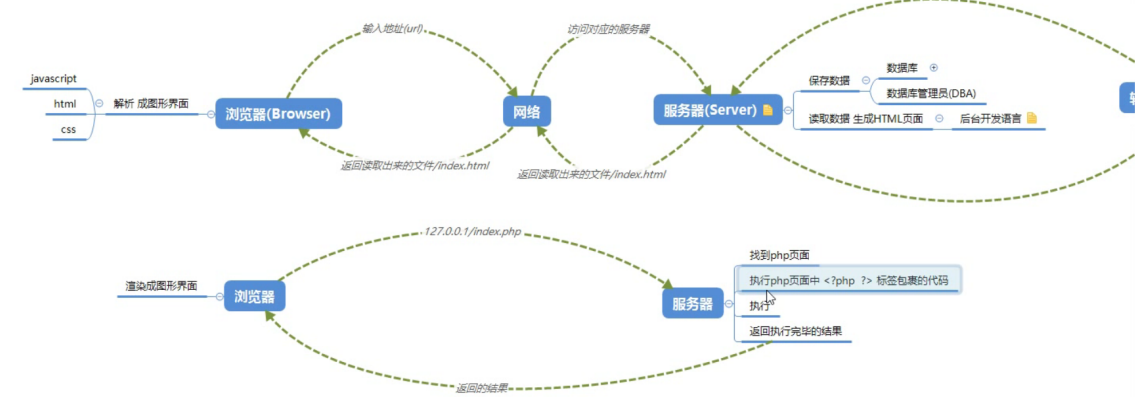 输入地址(url)
访问对应的服务器
javascript
html
css
解析 成图形界面
浏览器(Browser)
网络
服务器(Server)
保存数据
数据库
数据库管理员(DBA)
读取数据 生成HTML页面
后台开发语言
返回读取出来的文件/index.html
返回读取出来的文件/index.html
127.0.0.1/index.php
渲染成图形界面
浏览器
服务器
找到php页面
执行php页面中 <?php ?> 标签包裹的代码
执行
返回执行完毕的结果
返回的结果